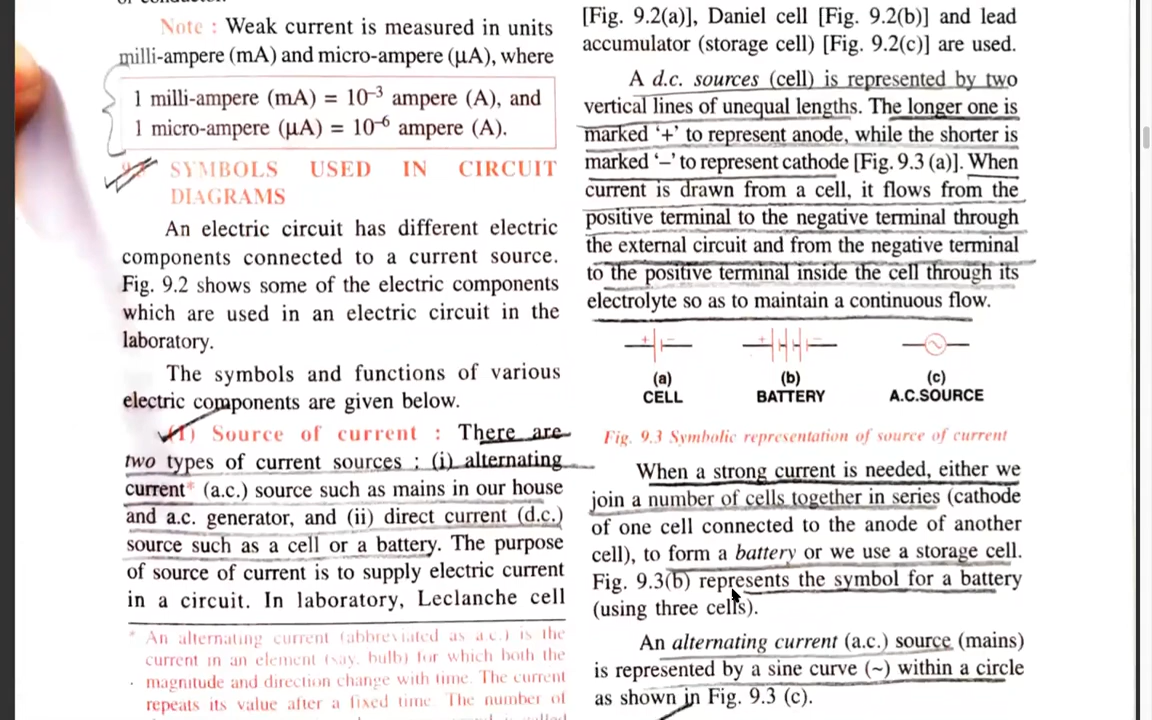 Note : Weak current is measured in units
milli-ampere (mA) and micro-ampere (μA), where
1 milli-ampere (mA) = 10⁻³ ampere (A), and
1 micro-ampere (μA) = 10⁻⁶ ampere (A).
SYMBOLS USED IN CIRCUIT
DIAGRAMS
An electric circuit has different electric
components connected to a current source.
Fig. 9.2 shows some of the electric components
which are used in an electric circuit in the
laboratory.
The symbols and functions of various
electric components are given below.
(1) Source of current : There are
two types of current sources : (i) alternating
current* (a.c.) source such as mains in our house
and a.c. generator, and (ii) direct current (d.c.)
source such as a cell or a battery. The purpose
of source of current is to supply electric current
in a circuit. In laboratory, Leclanche cell
* An alternating current (abbreviated as a.c.) is the
current in an element (say, bulb) for which both the
magnitude and direction change with time. The current
repeats its value after a fixed time. The number of
[Fig. 9.2(a)], Daniel cell [Fig. 9.2(b)] and lead
accumulator (storage cell) [Fig. 9.2(c)] are used.
A d.c. sources (cell) is represented by two
vertical lines of unequal lengths. The longer one is
marked '+' to represent anode, while the shorter is
marked '–' to represent cathode [Fig. 9.3 (a)]. When
current is drawn from a cell, it flows from the
positive terminal to the negative terminal through
the external circuit and from the negative terminal
to the positive terminal inside the cell through its
electrolyte so as to maintain a continuous flow.
(a) (b) (c)
CELL BATTERY A.C.SOURCE
Fig. 9.3 Symbolic representation of source of current
When a strong current is needed, either we
join a number of cells together in series (cathode
of one cell connected to the anode of another
cell), to form a battery or we use a storage cell.
Fig. 9.3(b) represents the symbol for a battery
(using three cells).
An alternating current (a.c.) source (mains)
is represented by a sine curve (~) within a circle
as shown in Fig. 9.3 (c).